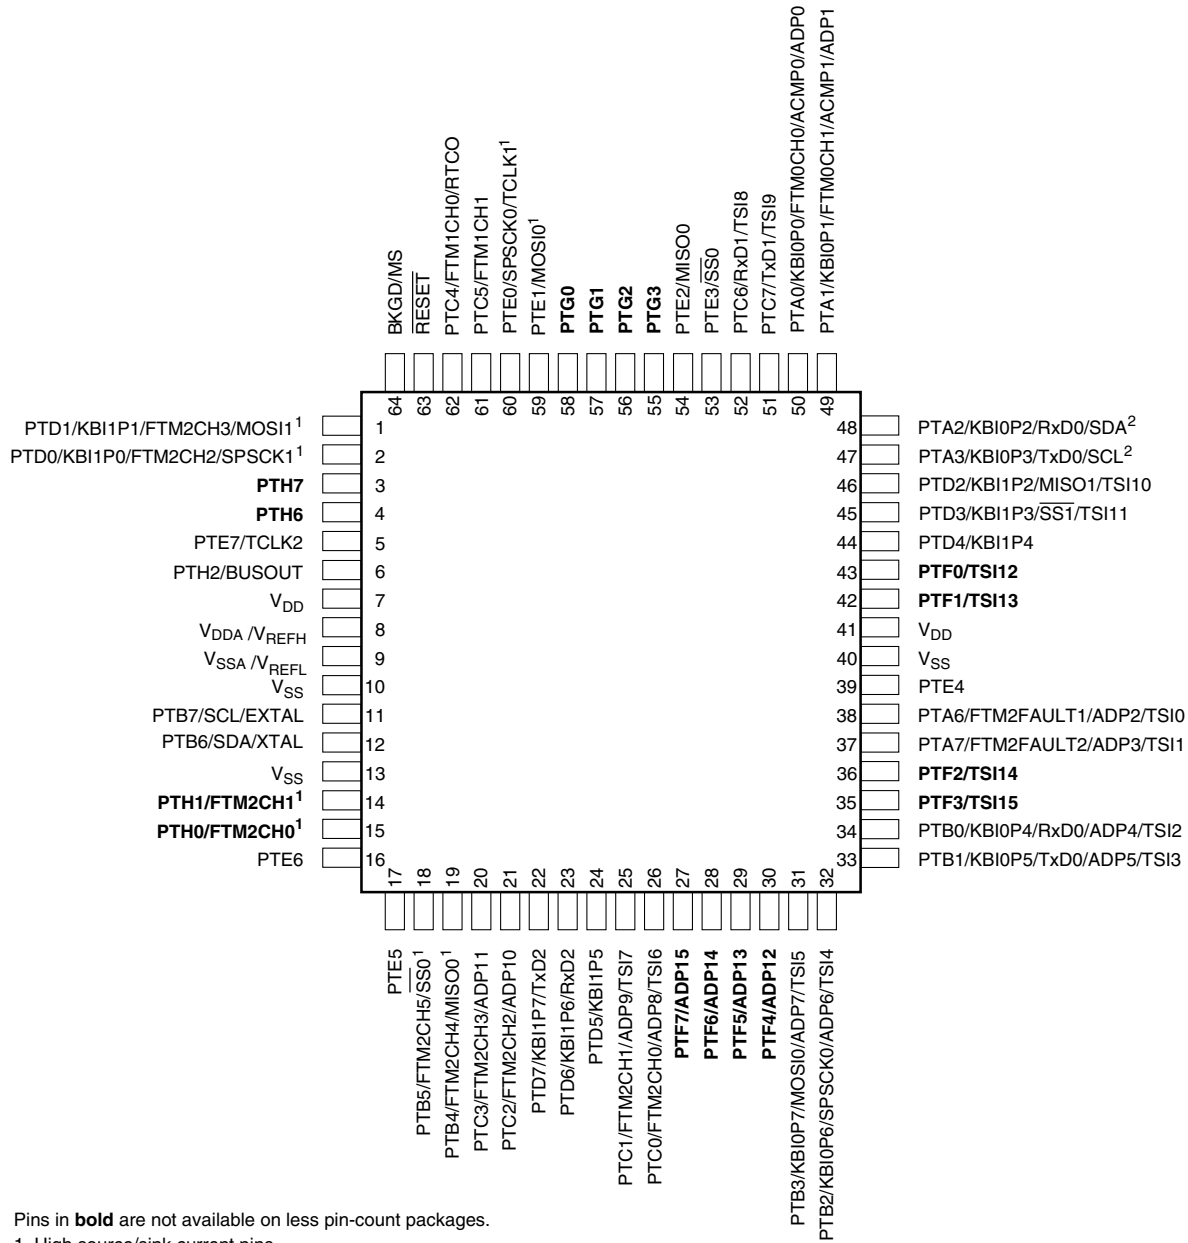 BKGD/MS
RESET
PTC4/FTM1CH0/RTCO
PTC5/FTM1CH1
PTE0/SPSCK0/TCLK1¹
PTE1/MOSI0¹
PTG0
PTG1
PTG2
PTG3
PTE2/MISO0
PTE3/SS0
PTC6/RxD1/TSI8
PTC7/TxD1/TSI9
PTA0/KBI0P0/FTM0CH0/ACMP0/ADP0
PTA1/KBI0P1/FTM0CH1/ACMP1/ADP1
64
63
62
61
60
59
58
57
56
55
54
53
52
51
50
49
PTD1/KBI1P1/FTM2CH3/MOSI1¹ 1
PTD0/KBI1P0/FTM2CH2/SPSCK1¹ 2
PTH7 3
PTH6 4
PTE7/TCLK2 5
PTH2/BUSOUT 6
VDD 7
VDDA /VREFH 8
VSSA /VREFL 9
VSS 10
PTB7/SCL/EXTAL 11
PTB6/SDA/XTAL 12
VSS 13
PTH1/FTM2CH1¹ 14
PTH0/FTM2CH0¹ 15
PTE6 16
48 PTA2/KBI0P2/RxD0/SDA²
47 PTA3/KBI0P3/TxD0/SCL²
46 PTD2/KBI1P2/MISO1/TSI10
45 PTD3/KBI1P3/SS1/TSI11
44 PTD4/KBI1P4
43 PTF0/TSI12
42 PTF1/TSI13
41 VDD
40 VSS
39 PTE4
38 PTA6/FTM2FAULT1/ADP2/TSI0
37 PTA7/FTM2FAULT2/ADP3/TSI1
36 PTF2/TSI14
35 PTF3/TSI15
34 PTB0/KBI0P4/RxD0/ADP4/TSI2
33 PTB1/KBI0P5/TxD0/ADP5/TSI3
17
18
19
20
21
22
23
24
25
26
27
28
29
30
31
32
PTE5
PTB5/FTM2CH5/SS0¹
PTB4/FTM2CH4/MISO0¹
PTC3/FTM2CH3/ADP11
PTC2/FTM2CH2/ADP10
PTD7/KBI1P7/TxD2
PTD6/KBI1P6/RxD2
PTD5/KBI1P5
PTC1/FTM2CH1/ADP9/TSI7
PTC0/FTM2CH0/ADP8/TSI6
PTF7/ADP15
PTF6/ADP14
PTF5/ADP13
PTF4/ADP12
PTB3/KBI0P7/MOSI0/ADP7/TSI5
PTB2/KBI0P6/SPSCK0/ADP6/TSI4
Pins in bold are not available on less pin-count packages.
1. High source/sink current pins